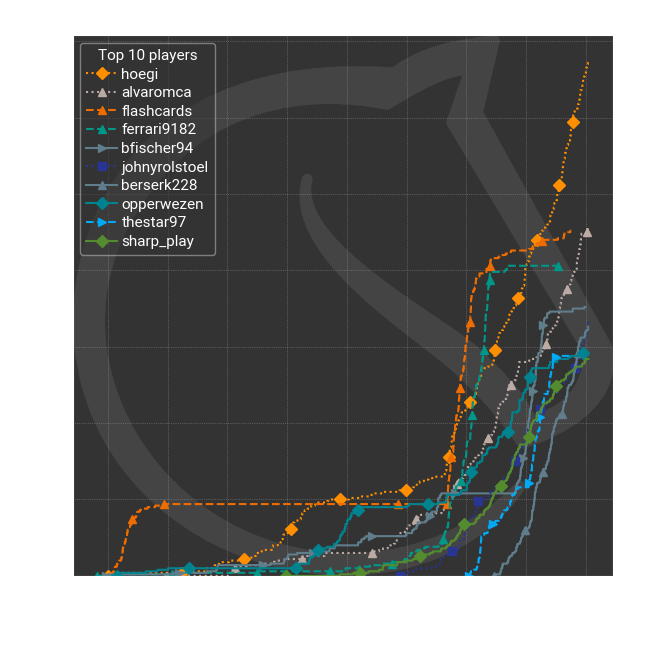 Top 10 players
hoegi
alvaromca
flashcards
ferrari9182
bfischer94
johnyrolstoel
berserk228
opperwezen
thestar97
sharp_play